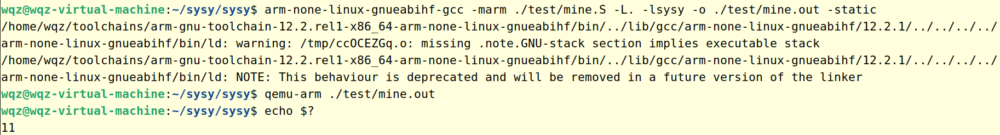 wqz@wqz-virtual-machine:~/sysy/sysy$ arm-none-linux-gnueabihf-gcc -marm ./test/mine.S -L. -lsysy -o ./test/mine.out -static
/home/wqz/toolchains/arm-gnu-toolchain-12.2.rel1-x86_64-arm-none-linux-gnueabihf/bin/../lib/gcc/arm-none-linux-gnueabihf/12.2.1/../../../../
arm-none-linux-gnueabihf/bin/ld: warning: /tmp/ccOCEZGq.o: missing .note.GNU-stack section implies executable stack
/home/wqz/toolchains/arm-gnu-toolchain-12.2.rel1-x86_64-arm-none-linux-gnueabihf/bin/../lib/gcc/arm-none-linux-gnueabihf/12.2.1/../../../../
arm-none-linux-gnueabihf/bin/ld: NOTE: This behaviour is deprecated and will be removed in a future version of the linker
wqz@wqz-virtual-machine:~/sysy/sysy$ qemu-arm ./test/mine.out
wqz@wqz-virtual-machine:~/sysy/sysy$ echo $?
11